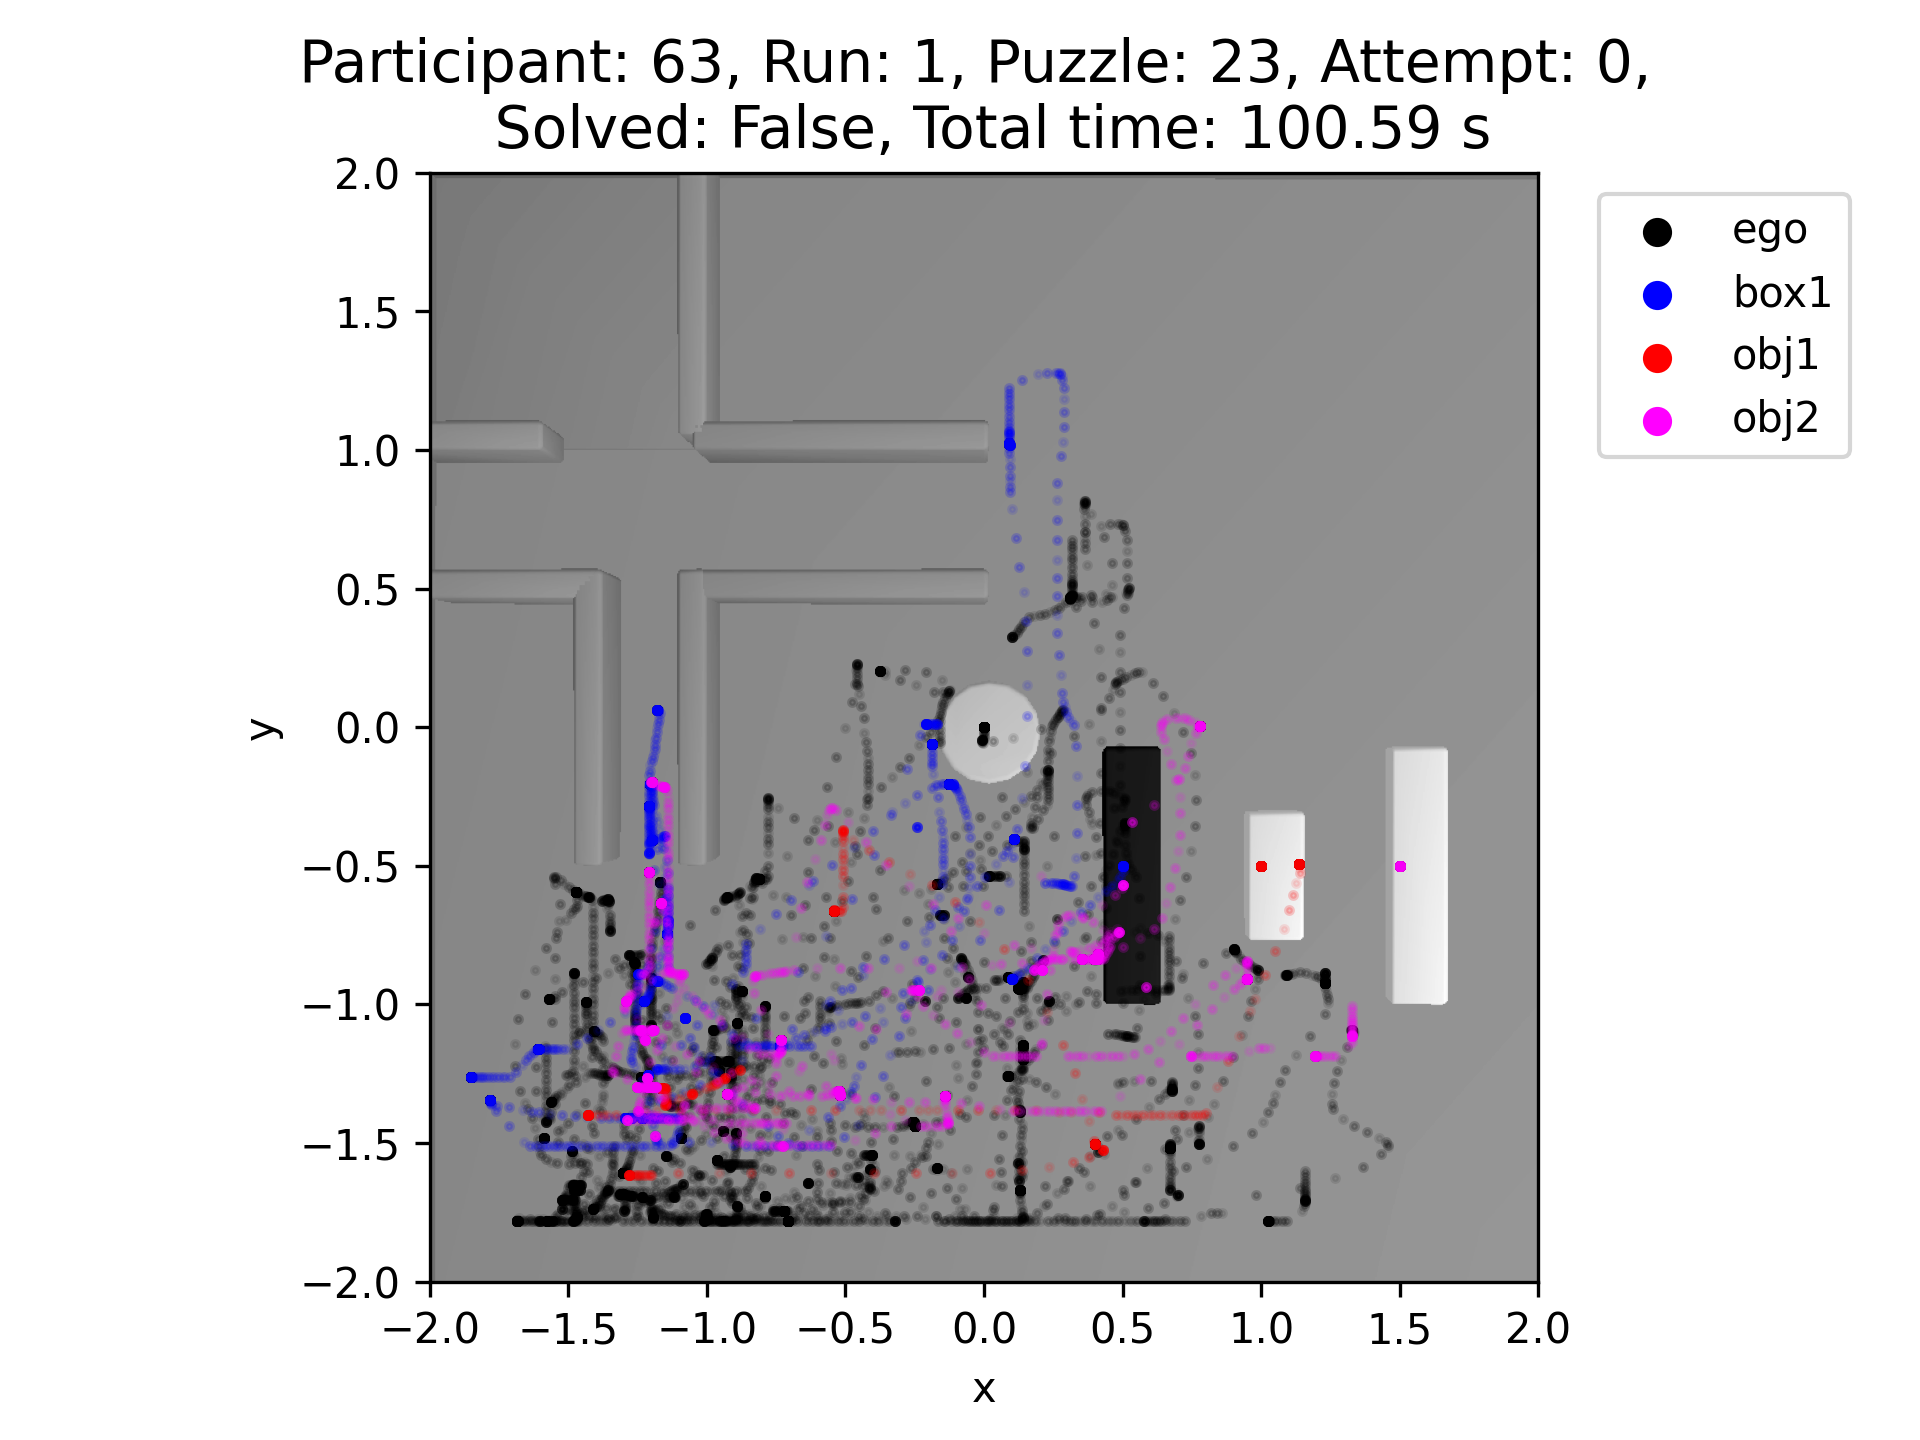 Participant: 63, Run: 1, Puzzle: 23, Attempt: 0,
Solved: False, Total time: 100.59 s
ego
box1
obj1
obj2
2.0
1.5
1.0
0.5
0.0
−0.5
−1.0
−1.5
−2.0
y
−2.0 −1.5 −1.0 −0.5 0.0 0.5 1.0 1.5 2.0
x